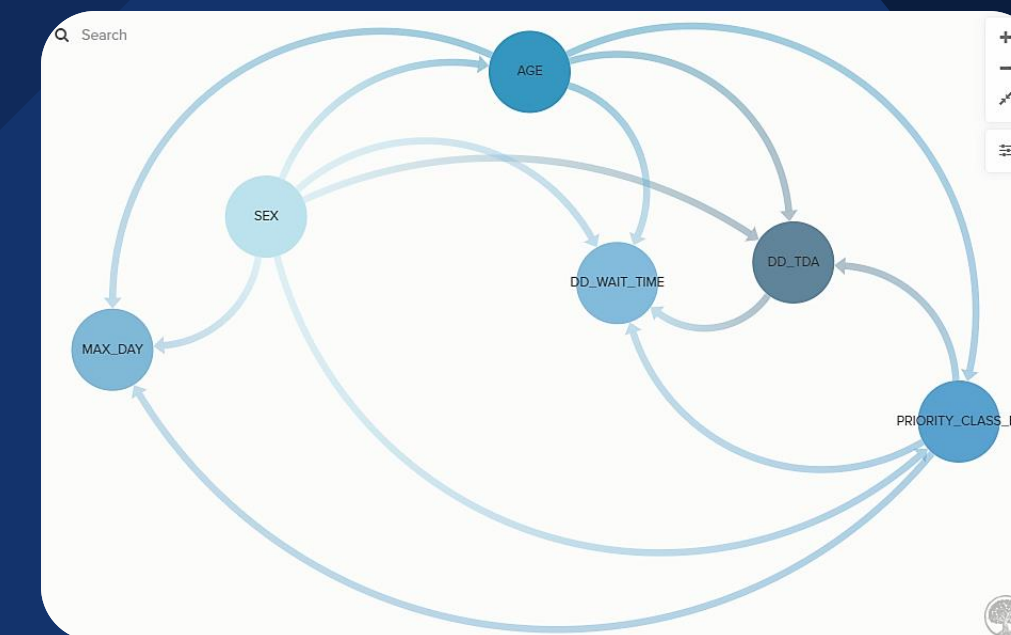 Search
AGE
SEX
DD_TDA
DD_WAIT_TIME
MAX_DAY
PRIORITY_CLASS_